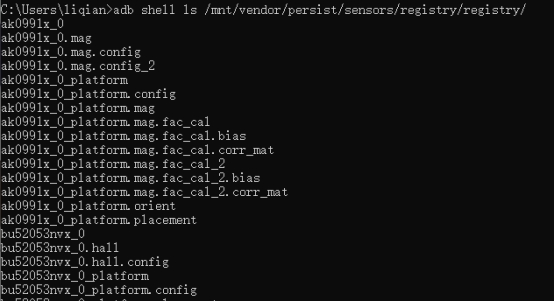 C:\Users\liqian>adb shell ls /mnt/vendor/persist/sensors/registry/registry/
ak0991x_0
ak0991x_0.mag
ak0991x_0.mag.config
ak0991x_0.mag.config_2
ak0991x_0_platform
ak0991x_0_platform.config
ak0991x_0_platform.mag
ak0991x_0_platform.mag.fac_cal
ak0991x_0_platform.mag.fac_cal.bias
ak0991x_0_platform.mag.fac_cal.corr_mat
ak0991x_0_platform.mag.fac_cal_2
ak0991x_0_platform.mag.fac_cal_2.bias
ak0991x_0_platform.mag.fac_cal_2.corr_mat
ak0991x_0_platform.orient
ak0991x_0_platform.placement
bu52053nvx_0
bu52053nvx_0.hall
bu52053nvx_0.hall.config
bu52053nvx_0_platform
bu52053nvx_0_platform.config